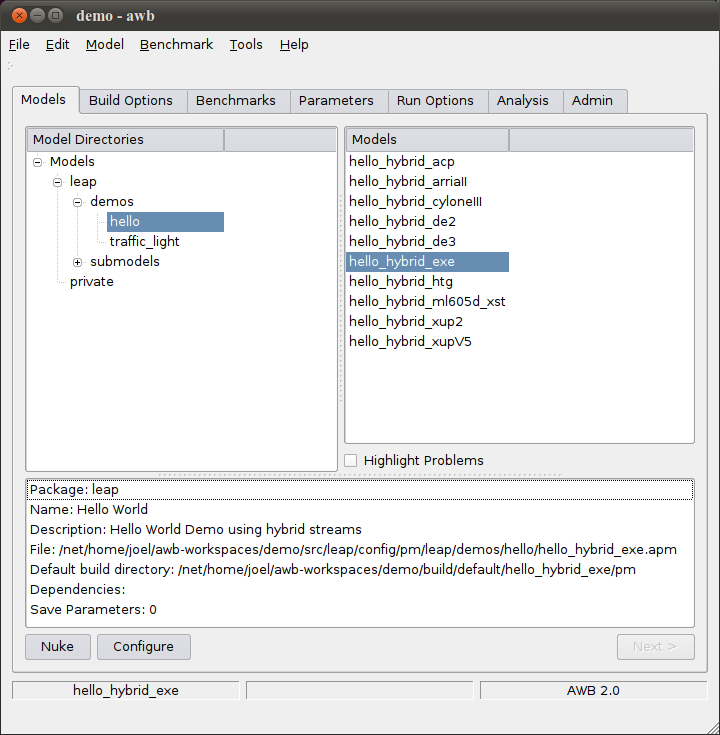 demo - awb
File Edit Model Benchmark Tools Help
Models Build Options Benchmarks Parameters Run Options Analysis Admin
Model Directories
Models
leap
demos
hello
traffic_light
submodels
private
Models
hello_hybrid_acp
hello_hybrid_arriaII
hello_hybrid_cyloneIII
hello_hybrid_de2
hello_hybrid_de3
hello_hybrid_exe
hello_hybrid_htg
hello_hybrid_ml605d_xst
hello_hybrid_xup2
hello_hybrid_xupV5
Highlight Problems
Package: leap
Name: Hello World
Description: Hello World Demo using hybrid streams
File: /net/home/joel/awb-workspaces/demo/src/leap/config/pm/leap/demos/hello/hello_hybrid_exe.apm
Default build directory: /net/home/joel/awb-workspaces/demo/build/default/hello_hybrid_exe/pm
Dependencies:
Save Parameters: 0
Nuke Configure Next >
hello_hybrid_exe AWB 2.0